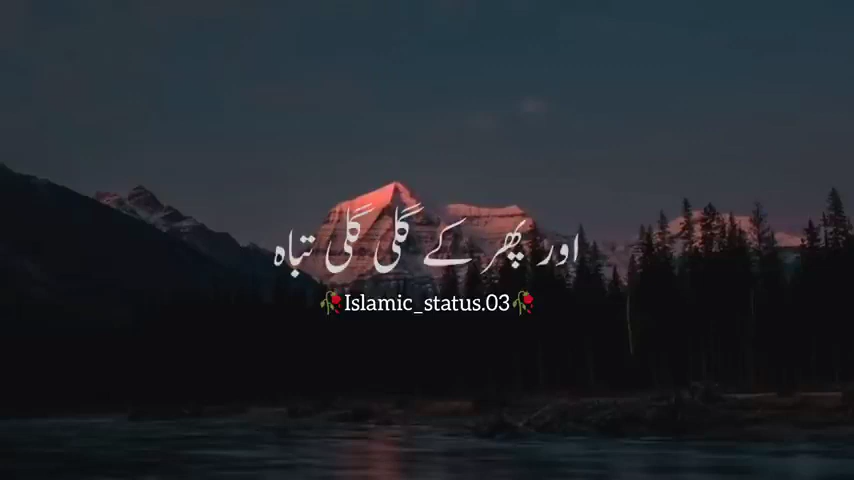 اور پھر کے گلی گلی تباہ
🥀Islamic_status.03🥀